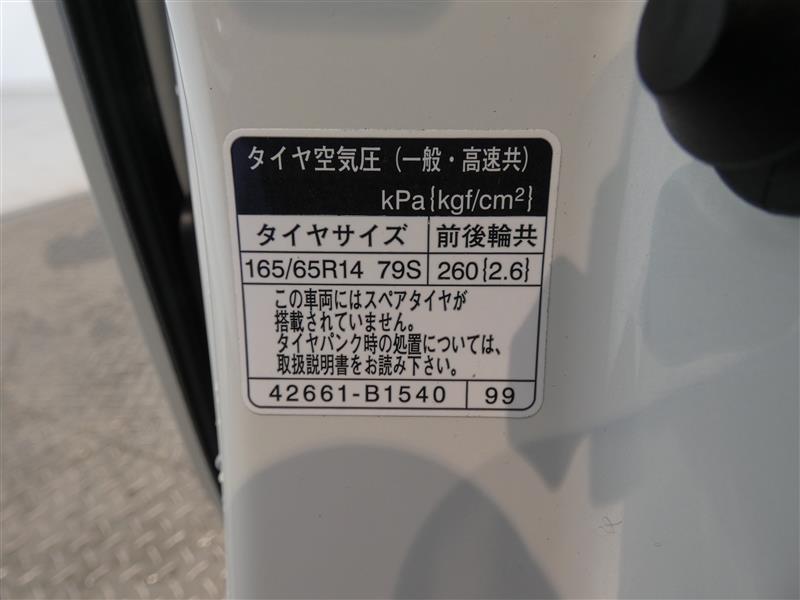 タイヤ空気圧（一般・高速共）
kPa{kgf/cm²}
タイヤサイズ 前後輪共
165/65R14 79S 260{2.6}
この車両にはスペアタイヤが
搭載されていません。
タイヤパンク時の処置については、
取扱説明書をお読み下さい。
42661-B1540 99